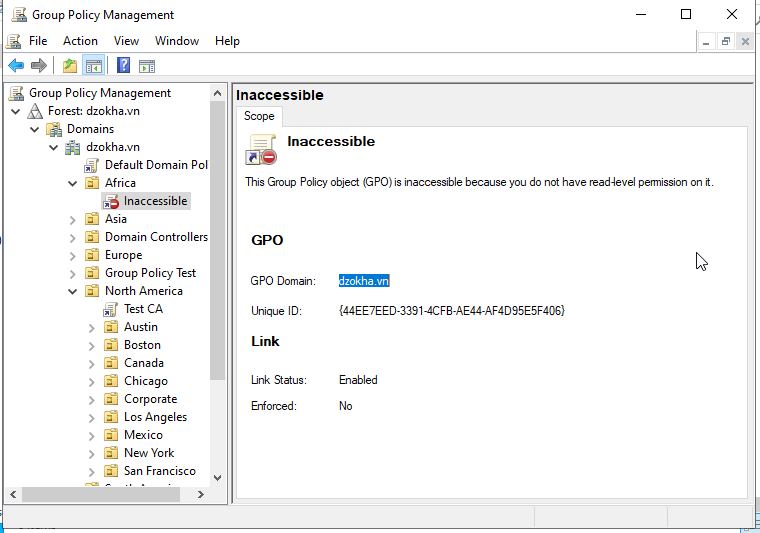 Group Policy Management
File Action View Window Help
Group Policy Management
Forest: dzokha.vn
Domains
dzokha.vn
Default Domain Pol
Africa
Inaccessible
Asia
Domain Controllers
Europe
Group Policy Test
North America
Test CA
Austin
Boston
Canada
Chicago
Corporate
Los Angeles
Mexico
New York
San Francisco
Inaccessible
Scope
Inaccessible
This Group Policy object (GPO) is inaccessible because you do not have read-level permission on it.
GPO
GPO Domain: dzokha.vn
Unique ID: {44EE7EED-3391-4CFB-AE44-AF4D95E5F406}
Link
Link Status: Enabled
Enforced: No